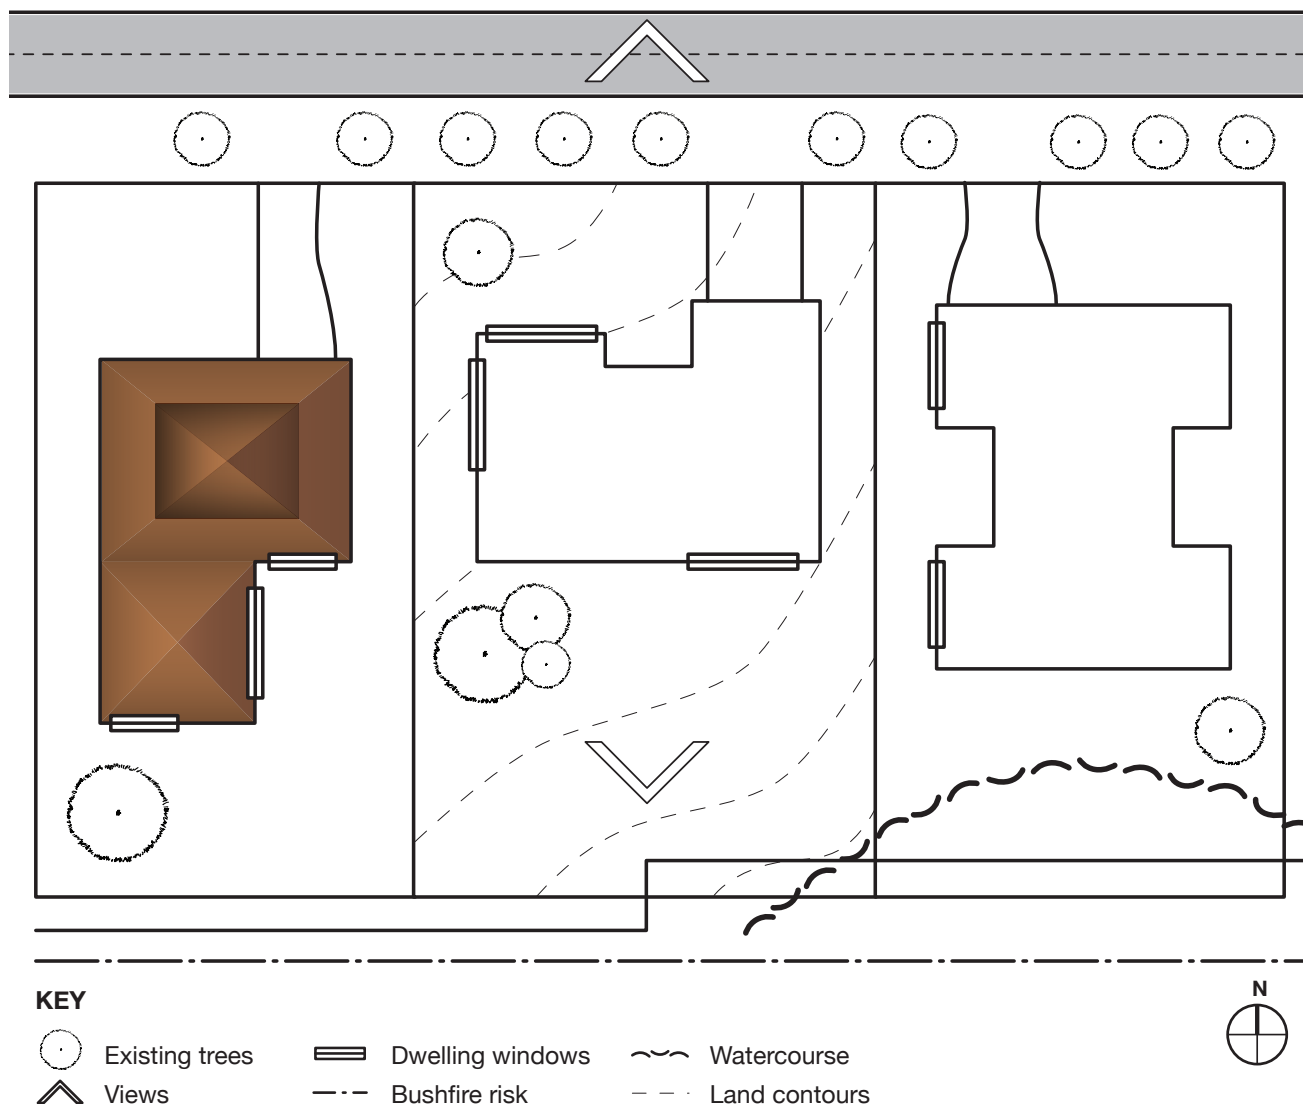 N
KEY
Existing trees
Dwelling windows
Watercourse
Views
Bushfire risk
Land contours